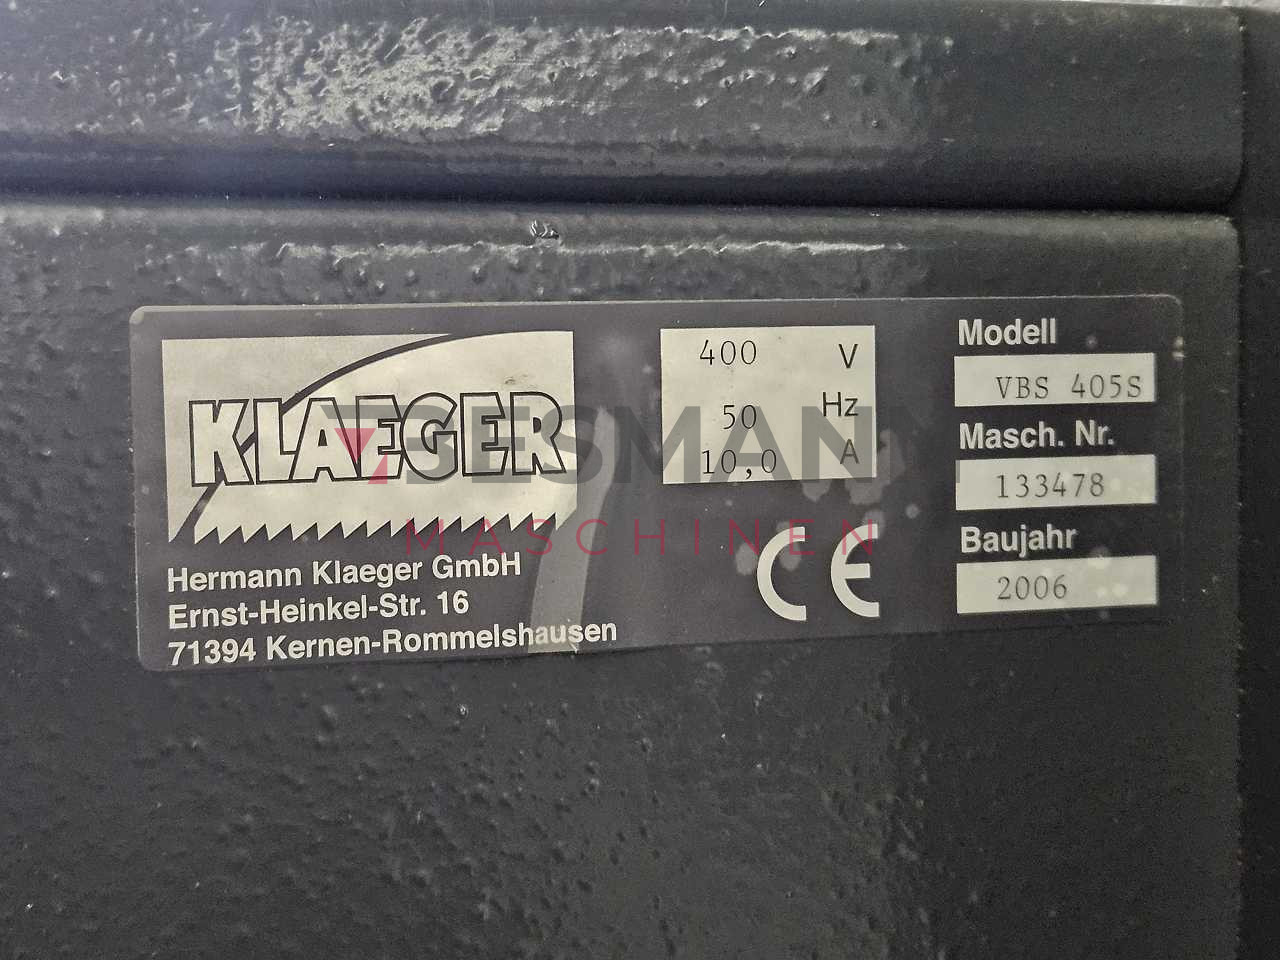 KLAEGER
Hermann Klaeger GmbH
Ernst-Heinkel-Str. 16
71394 Kernen-Rommelshausen
400 V
50 Hz
10,0 A
CE
Modell
VBS 405S
Masch. Nr.
133478
Baujahr
2006
MASCHINEN